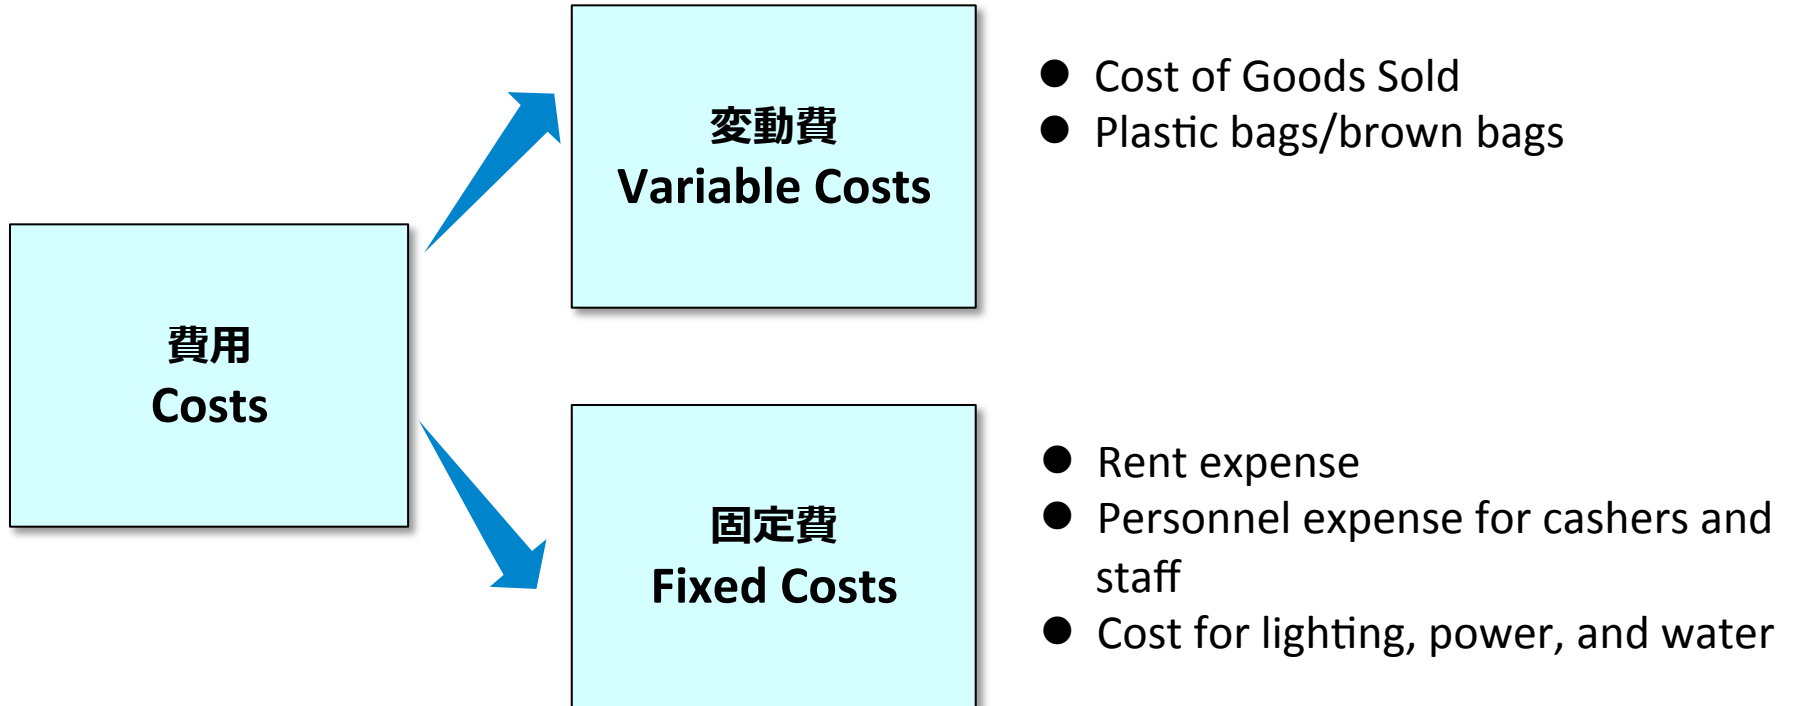 変動費
Variable Costs
● Cost of Goods Sold
● Plastic bags/brown bags
費用
Costs
固定費
Fixed Costs
● Rent expense
● Personnel expense for cashers and
staff
● Cost for lighting, power, and water